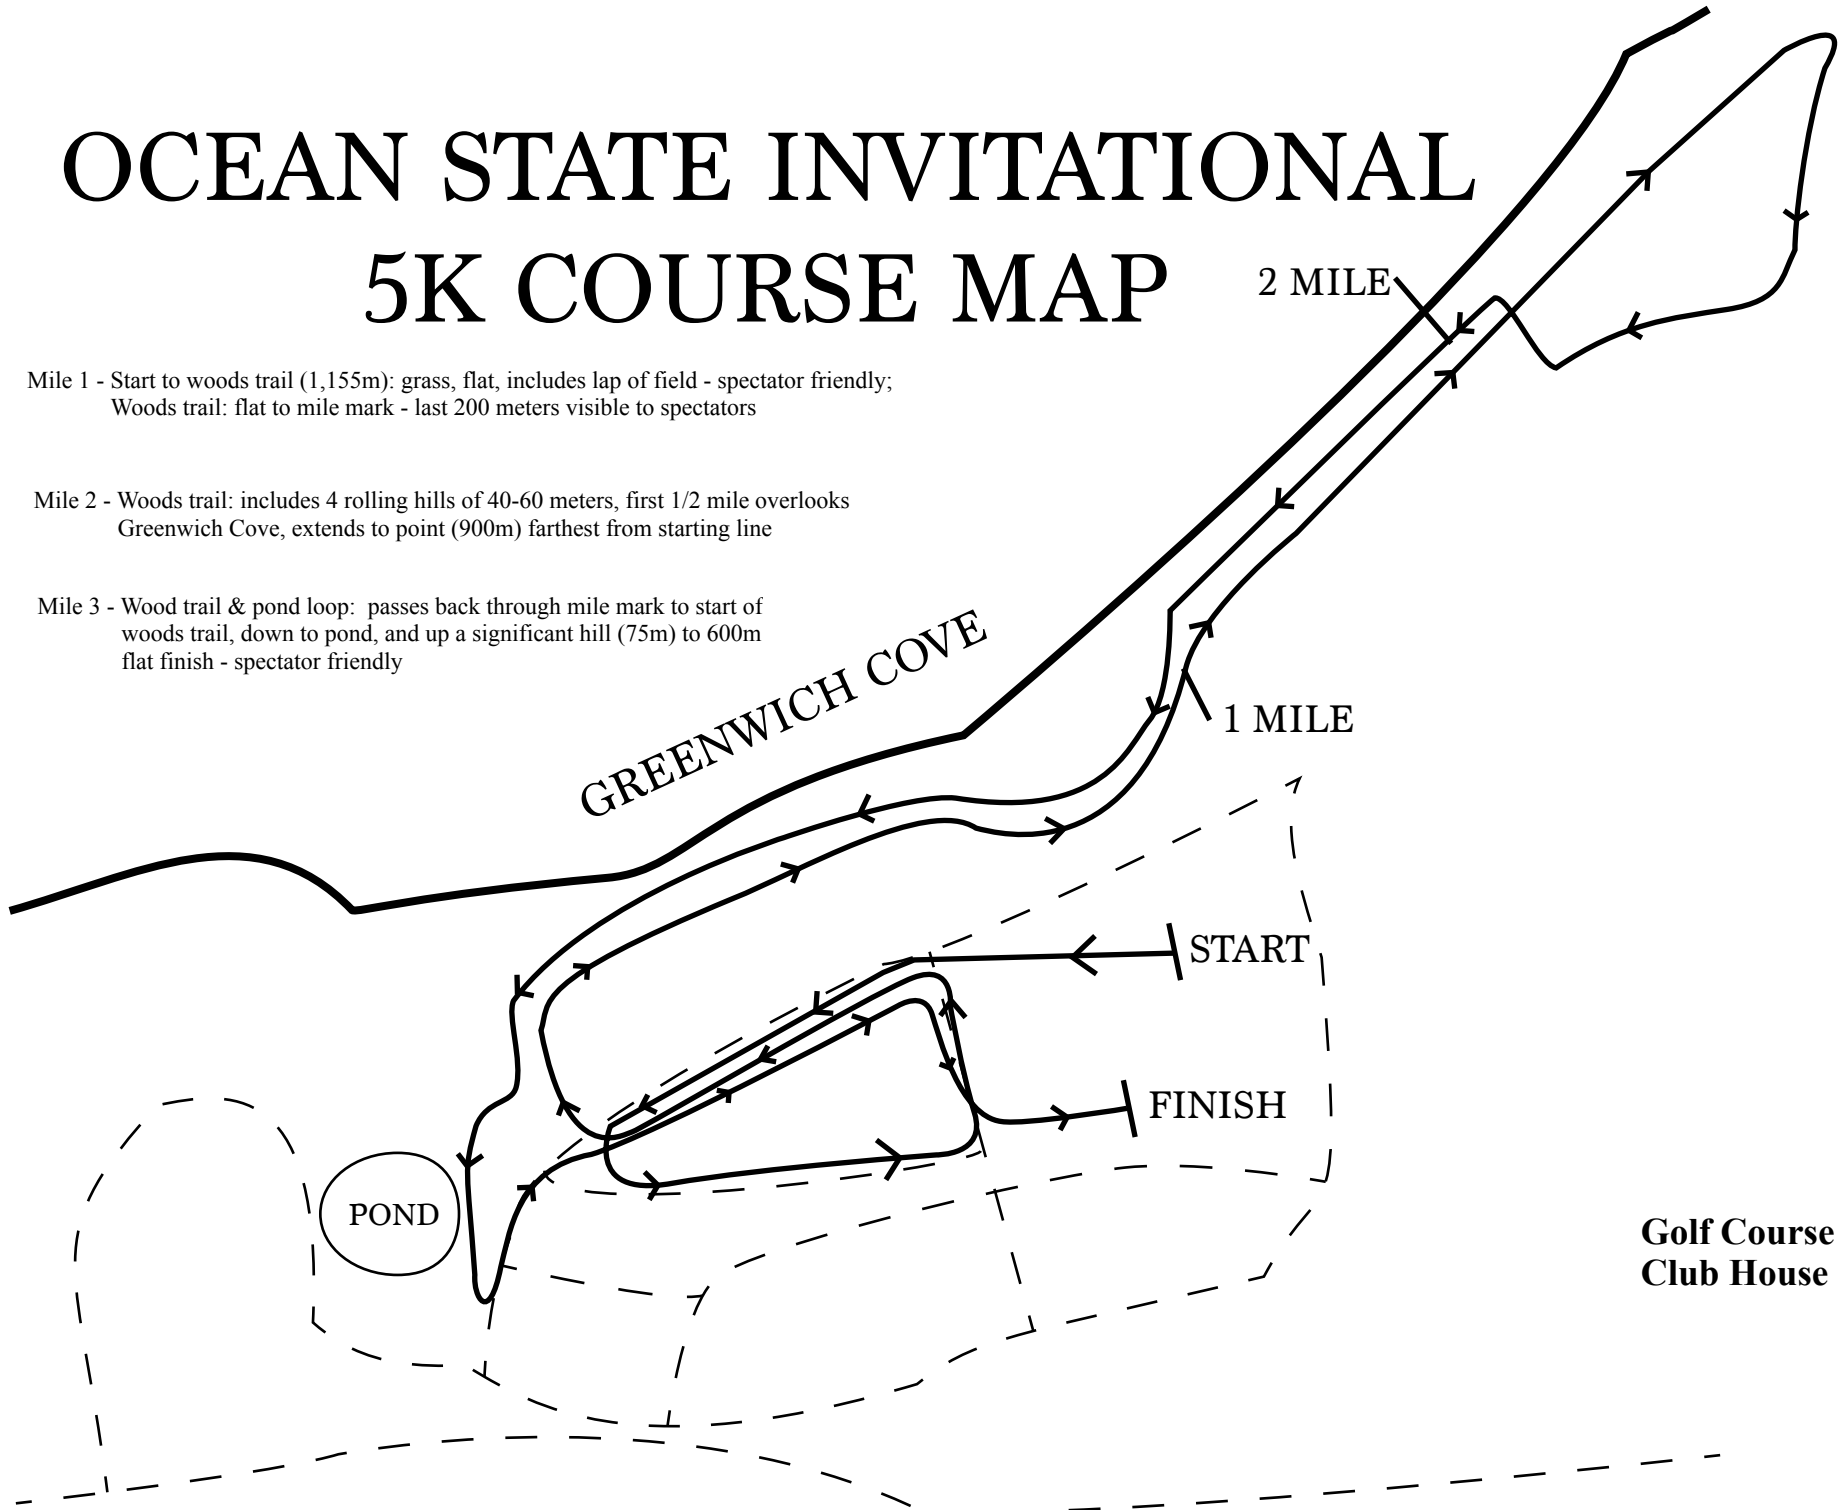 OCEAN STATE INVITATIONAL
5K COURSE MAP
2 MILE
Mile 1 - Start to woods trail (1,155m): grass, flat, includes lap of field - spectator friendly;
Woods trail: flat to mile mark - last 200 meters visible to spectators
Mile 2 - Woods trail: includes 4 rolling hills of 40-60 meters, first 1/2 mile overlooks
Greenwich Cove, extends to point (900m) farthest from starting line
Mile 3 - Wood trail & pond loop:  passes back through mile mark to start of
woods trail, down to pond, and up a significant hill (75m) to 600m
flat finish - spectator friendly
GREENWICH COVE
1 MILE
START
FINISH
POND
Golf Course
Club House